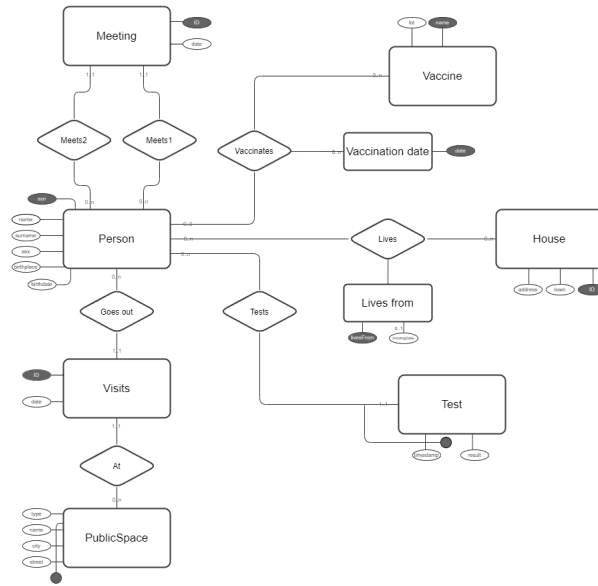 Meeting
ID
date
lot
name
Vaccine
1..1
1..1
0..n
Meets2
Meets1
Vaccinates
Vaccination date
0..n
date
ssn
0..n
0..n
name
surname
sex
birthplace
birthdate
Person
0..3
0..n
0..n
Lives
0..n
House
address
town
ID
0..n
Goes out
Tests
Lives from
livesFrom
0..1
1..1
ID
date
Visits
1..1
1..1
Test
timestamp
result
At
0..n
type
name
city
street
PublicSpace